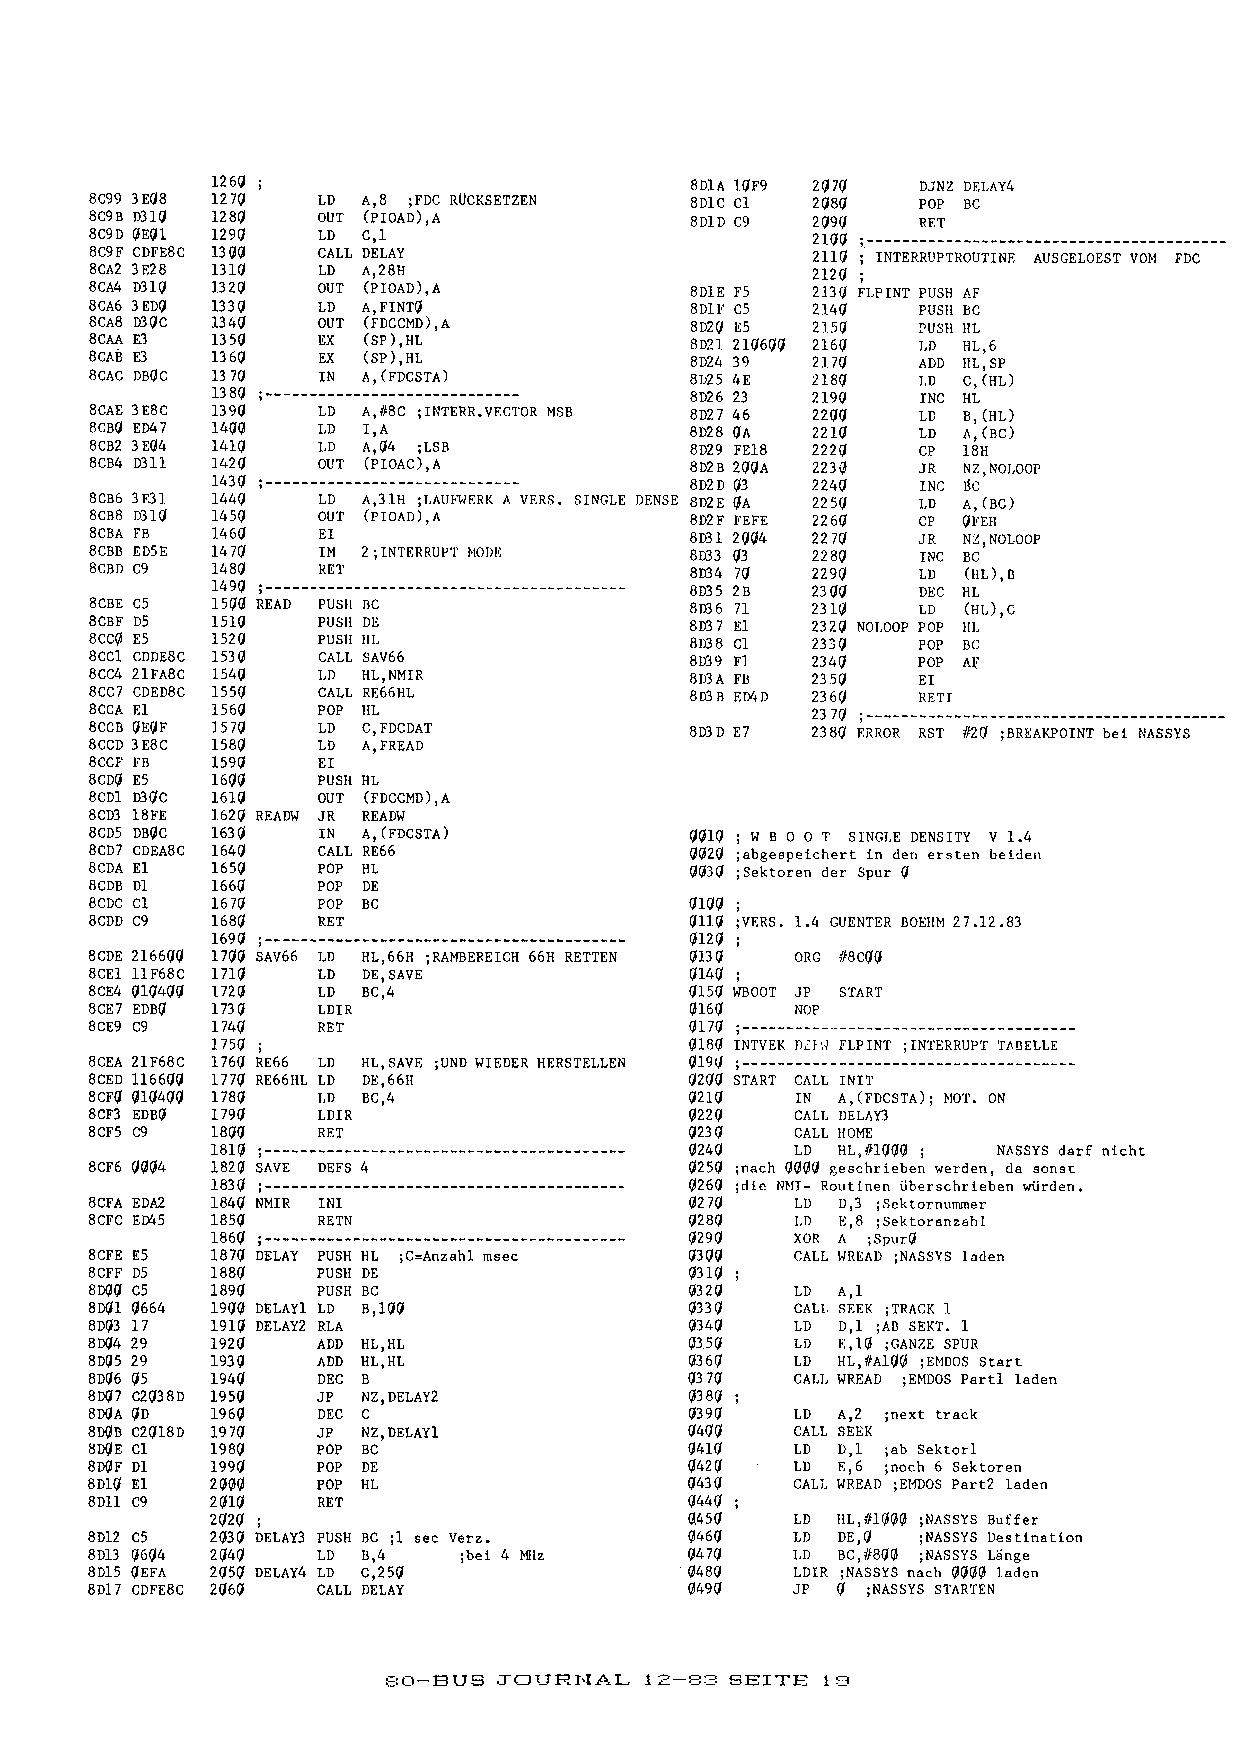 1260 ;
8C99 3E08 1270 LD A,8 ;FDC RÜCKSETZEN
8C9B D310 1280 OUT (PIOAD),A
8C9D 0E01 1290 LD C,1
8C9F CDFE8C 1300 CALL DELAY
8CA2 3E28 1310 LD A,28H
8CA4 D310 1320 OUT (PIOAD),A
8CA6 3ED0 1330 LD A,FINT0
8CA8 D30C 1340 OUT (FDCCMD),A
8CAA E3 1350 EX (SP),HL
8CAB E3 1360 EX (SP),HL
8CAC DB0C 1370 IN A,(FDCSTA)
1380 ;-----------------------------
8CAE 3E8C 1390 LD A,#8C ;INTERR.VECTOR MSB
8CB0 ED47 1400 LD I,A
8CB2 3E04 1410 LD A,04 ;LSB
8CB4 D311 1420 OUT (PIOAC),A
1430 ;-----------------------------
8CB6 3E31 1440 LD A,31H ;LAUFWERK A VERS. SINGLE DENSE
8CB8 D310 1450 OUT (PIOAD),A
8CBA FB 1460 EI
8CBB ED5E 1470 IM 2;INTERRUPT MODE
8CBD C9 1480 RET
1490 ;-----------------------------------------
8CBE C5 1500 READ PUSH BC
8CBF D5 1510 PUSH DE
8CC0 E5 1520 PUSH HL
8CC1 CDDE8C 1530 CALL SAV66
8CC4 21FA8C 1540 LD HL,NMIR
8CC7 CDED8C 1550 CALL RE66HL
8CCA E1 1560 POP HL
8CCB 0E0F 1570 LD C,FDCDAT
8CCD 3E8C 1580 LD A,FREAD
8CCF FB 1590 EI
8CD0 E5 1600 PUSH HL
8CD1 D30C 1610 OUT (FDCCMD),A
8CD3 18FE 1620 READW JR READW
8CD5 DB0C 1630 IN A,(FDCSTA)
8CD7 CDEA8C 1640 CALL RE66
8CDA E1 1650 POP HL
8CDB D1 1660 POP DE
8CDC C1 1670 POP BC
8CDD C9 1680 RET
1690 ;-----------------------------------------
8CDE 216600 1700 SAV66 LD HL,66H ;RAMBEREICH 66H RETTEN
8CE1 11F68C 1710 LD DE,SAVE
8CE4 010400 1720 LD BC,4
8CE7 EDB0 1730 LDIR
8CE9 C9 1740 RET
1750 ;
8CEA 21F68C 1760 RE66 LD HL,SAVE ;UND WIEDER HERSTELLEN
8CED 116600 1770 RE66HL LD DE,66H
8CF0 010400 1780 LD BC,4
8CF3 EDB0 1790 LDIR
8CF5 C9 1800 RET
1810 ;-----------------------------------------
8CF6 0004 1820 SAVE DEFS 4
1830 ;-----------------------------------------
8CFA EDA2 1840 NMIR INI
8CFC ED45 1850 RETN
1860 ;-----------------------------------------
8CFE E5 1870 DELAY PUSH HL ;C=Anzahl msec
8CFF D5 1880 PUSH DE
8D00 C5 1890 PUSH BC
8D01 0664 1900 DELAY1 LD B,100
8D03 17 1910 DELAY2 RLA
8D04 29 1920 ADD HL,HL
8D05 29 1930 ADD HL,HL
8D06 05 1940 DEC B
8D07 C2038D 1950 JP NZ,DELAY2
8D0A 0D 1960 DEC C
8D0B C2018D 1970 JP NZ,DELAY1
8D0E C1 1980 POP BC
8D0F D1 1990 POP DE
8D10 E1 2000 POP HL
8D11 C9 2010 RET
2020 ;
8D12 C5 2030 DELAY3 PUSH BC ;1 sec Verz.
8D13 0604 2040 LD B,4 ;bei 4 MHz
8D15 0EFA 2050 DELAY4 LD C,250
8D17 CDFE8C 2060 CALL DELAY
8D1A 10F9 2070 DJNZ DELAY4
8D1C C1 2080 POP BC
8D1D C9 2090 RET
2100 ;-----------------------------------------
2110 ; INTERRUPTROUTINE AUSGELOEST VOM FDC
2120 ;
8D1E F5 2130 FLPINT PUSH AF
8D1F C5 2140 PUSH BC
8D20 E5 2150 PUSH HL
8D21 210600 2160 LD HL,6
8D24 39 2170 ADD HL,SP
8D25 4E 2180 LD C,(HL)
8D26 23 2190 INC HL
8D27 46 2200 LD B,(HL)
8D28 0A 2210 LD A,(BC)
8D29 FE18 2220 CP 18H
8D2B 200A 2230 JR NZ,NOLOOP
8D2D 03 2240 INC BC
8D2E 0A 2250 LD A,(BC)
8D2F FEFE 2260 CP 0FEH
8D31 2004 2270 JR NZ,NOLOOP
8D33 03 2280 INC BC
8D34 70 2290 LD (HL),B
8D35 2B 2300 DEC HL
8D36 71 2310 LD (HL),C
8D37 E1 2320 NOLOOP POP HL
8D38 C1 2330 POP BC
8D39 F1 2340 POP AF
8D3A FB 2350 EI
8D3B ED4D 2360 RETI
2370 ;-----------------------------------------
8D3D E7 2380 ERROR RST #20 ;BREAKPOINT bei NASSYS
0010 ; W B O O T SINGLE DENSITY V 1.4
0020 ;abgespeichert in den ersten beiden
0030 ;Sektoren der Spur 0
0100 ;
0110 ;VERS. 1.4 GUENTER BOEHM 27.12.83
0120 ;
0130 ORG #8C00
0140 ;
0150 WBOOT JP START
0160 NOP
0170 ;--------------------------------------
0180 INTVEK DEFW FLPINT ;INTERRUPT TABELLE
0190 ;--------------------------------------
0200 START CALL INIT
0210 IN A,(FDCSTA); MOT. ON
0220 CALL DELAY3
0230 CALL HOME
0240 LD HL,#1000 ; NASSYS darf nicht
0250 ;nach 0000 geschrieben werden, da sonst
0260 ;die NMI- Routinen überschrieben würden.
0270 LD D,3 ;Sektornummer
0280 LD E,8 ;Sektoranzahl
0290 XOR A ;Spur0
0300 CALL WREAD ;NASSYS laden
0310 ;
0320 LD A,1
0330 CALL SEEK ;TRACK 1
0340 LD D,1 ;AB SEKT. 1
0350 LD E,10 ;GANZE SPUR
0360 LD HL,#A100 ;EMDOS Start
0370 CALL WREAD ;EMDOS Part1 laden
0380 ;
0390 LD A,2 ;next track
0400 CALL SEEK
0410 LD D,1 ;ab Sektor1
0420 LD E,6 ;noch 6 Sektoren
0430 CALL WREAD ;EMDOS Part2 laden
0440 ;
0450 LD HL,#1000 ;NASSYS Buffer
0460 LD DE,0 ;NASSYS Destination
0470 LD BC,#800 ;NASSYS Länge
0480 LDIR ;NASSYS nach 0000 laden
0490 JP 0 ;NASSYS STARTEN
80-BUS JOURNAL 12-83 SEITE 19